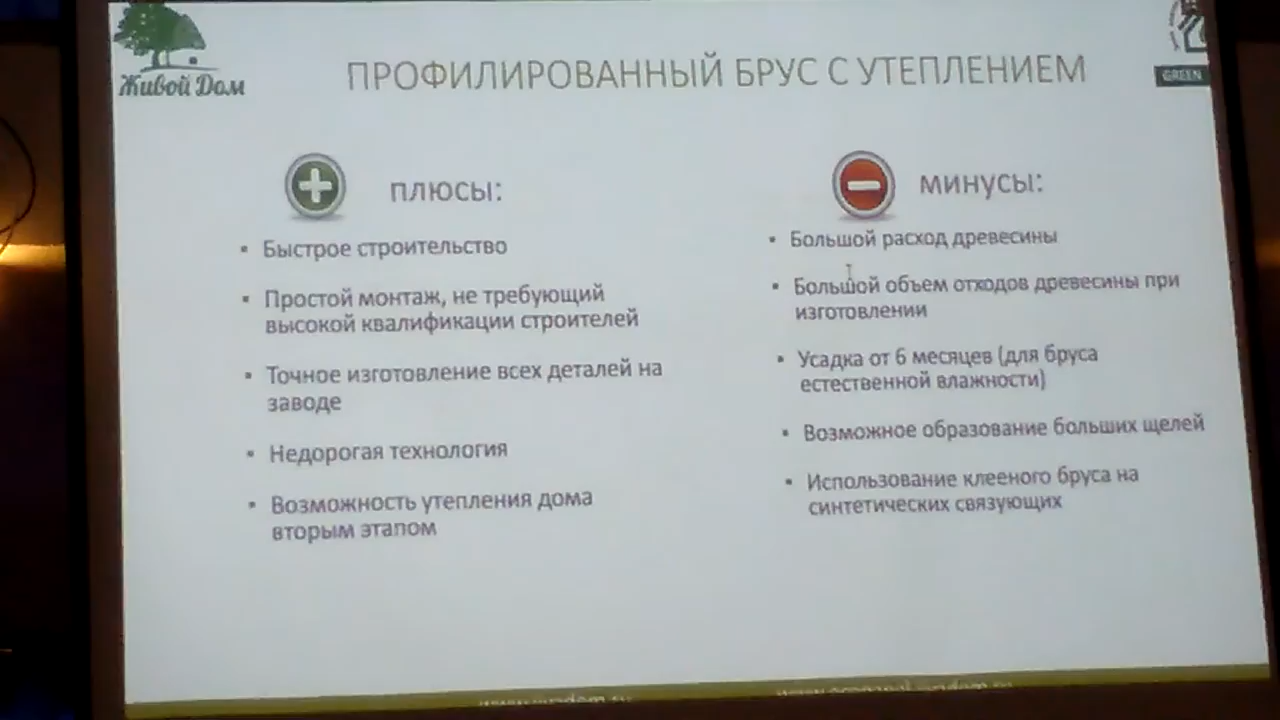 Живой Дом
GREEN
ПРОФИЛИРОВАННЫЙ БРУС С УТЕПЛЕНИЕМ
плюсы:
▪ Быстрое строительство
▪ Простой монтаж, не требующий
высокой квалификации строителей
▪ Точное изготовление всех деталей на
заводе
▪ Недорогая технология
▪ Возможность утепления дома
вторым этапом
минусы:
▪ Большой расход древесины
▪ Большой объем отходов древесины при
изготовлении
▪ Усадка от 6 месяцев (для бруса
естественной влажности)
▪ Возможное образование больших щелей
▪ Использование клееного бруса на
синтетических связующих